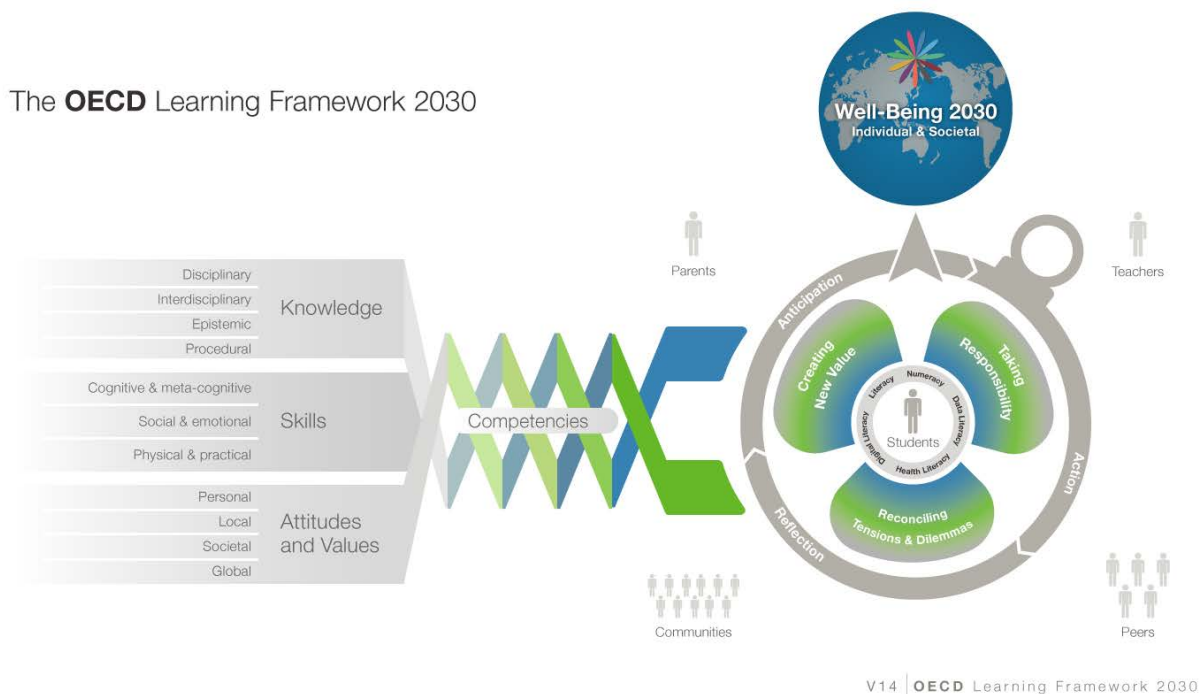 The OECD Learning Framework 2030
Well-Being 2030
Individual & Societal
Disciplinary
Interdisciplinary
Epistemic
Procedural
Knowledge
Cognitive & meta-cognitive
Social & emotional
Physical & practical
Skills
Personal
Local
Societal
Global
Attitudes
and Values
Competencies
Parents
Teachers
Communities
Peers
Anticipation
Action
Reflection
Creating
New Value
Taking
Responsibility
Reconciling
Tensions & Dilemmas
Literacy
Numeracy
Data Literacy
Health Literacy
Digital Literacy
Students
V14 | OECD Learning Framework 2030